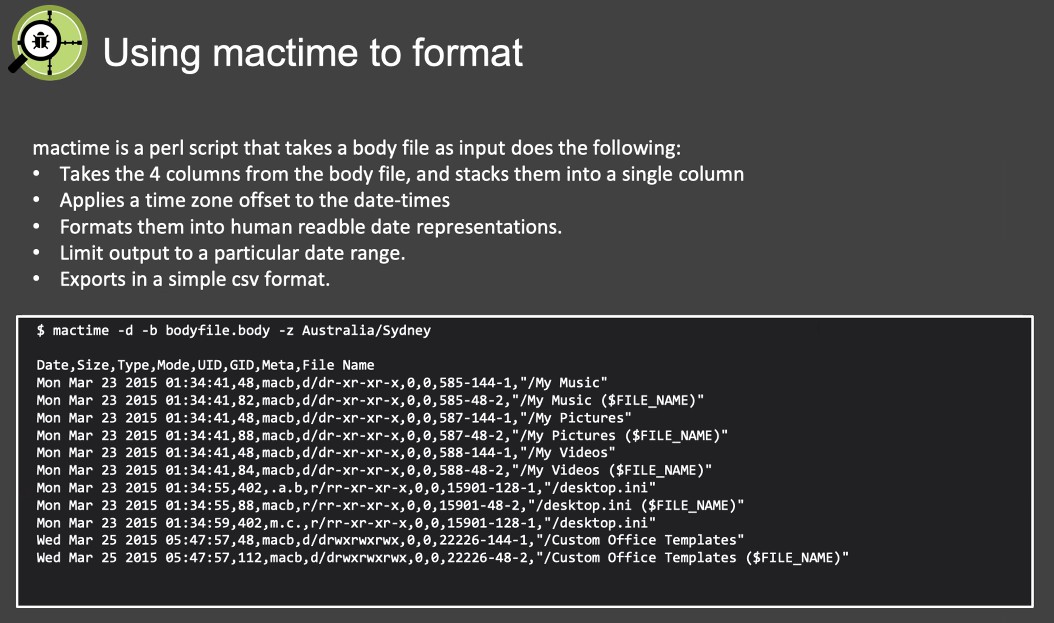 Using mactime to format
mactime is a perl script that takes a body file as input does the following:
• Takes the 4 columns from the body file, and stacks them into a single column
• Applies a time zone offset to the date-times
• Formats them into human readble date representations.
• Limit output to a particular date range.
• Exports in a simple csv format.
$ mactime -d -b bodyfile.body -z Australia/Sydney
Date,Size,Type,Mode,UID,GID,Meta,File Name
Mon Mar 23 2015 01:34:41,48,macb,d/dr-xr-xr-x,0,0,585-144-1,"/My Music"
Mon Mar 23 2015 01:34:41,82,macb,d/dr-xr-xr-x,0,0,585-48-2,"/My Music ($FILE_NAME)"
Mon Mar 23 2015 01:34:41,48,macb,d/dr-xr-xr-x,0,0,587-144-1,"/My Pictures"
Mon Mar 23 2015 01:34:41,88,macb,d/dr-xr-xr-x,0,0,587-48-2,"/My Pictures ($FILE_NAME)"
Mon Mar 23 2015 01:34:41,48,macb,d/dr-xr-xr-x,0,0,588-144-1,"/My Videos"
Mon Mar 23 2015 01:34:41,84,macb,d/dr-xr-xr-x,0,0,588-48-2,"/My Videos ($FILE_NAME)"
Mon Mar 23 2015 01:34:55,402,.a.b,r/rr-xr-xr-x,0,0,15901-128-1,"/desktop.ini"
Mon Mar 23 2015 01:34:55,88,macb,r/rr-xr-xr-x,0,0,15901-48-2,"/desktop.ini ($FILE_NAME)"
Mon Mar 23 2015 01:34:59,402,m.c.,r/rr-xr-xr-x,0,0,15901-128-1,"/desktop.ini"
Wed Mar 25 2015 05:47:57,48,macb,d/drwxrwxrwx,0,0,22226-144-1,"/Custom Office Templates"
Wed Mar 25 2015 05:47:57,112,macb,d/drwxrwxrwx,0,0,22226-48-2,"/Custom Office Templates ($FILE_NAME)"